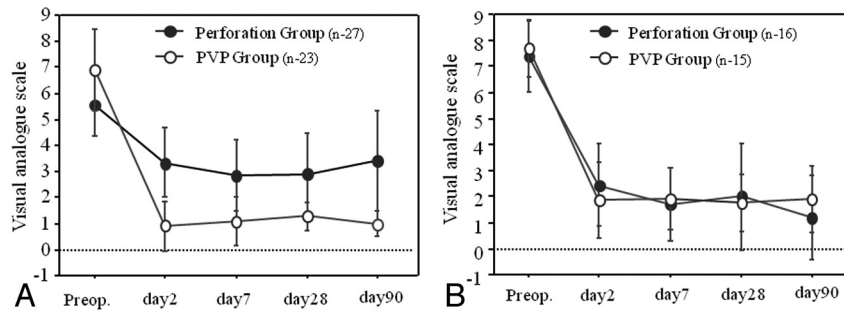 9
8
7
6
5
4
3
2
1
0
-1
Visual analogue scale
Perforation Group (n-27)
PVP Group (n-23)
Preop. day2 day7 day28 day90
A
9
8
7
6
5
4
3
2
1
0
-1
Visual analogue scale
Perforation Group (n-16)
PVP Group (n-15)
Preop. day2 day7 day28 day90
B